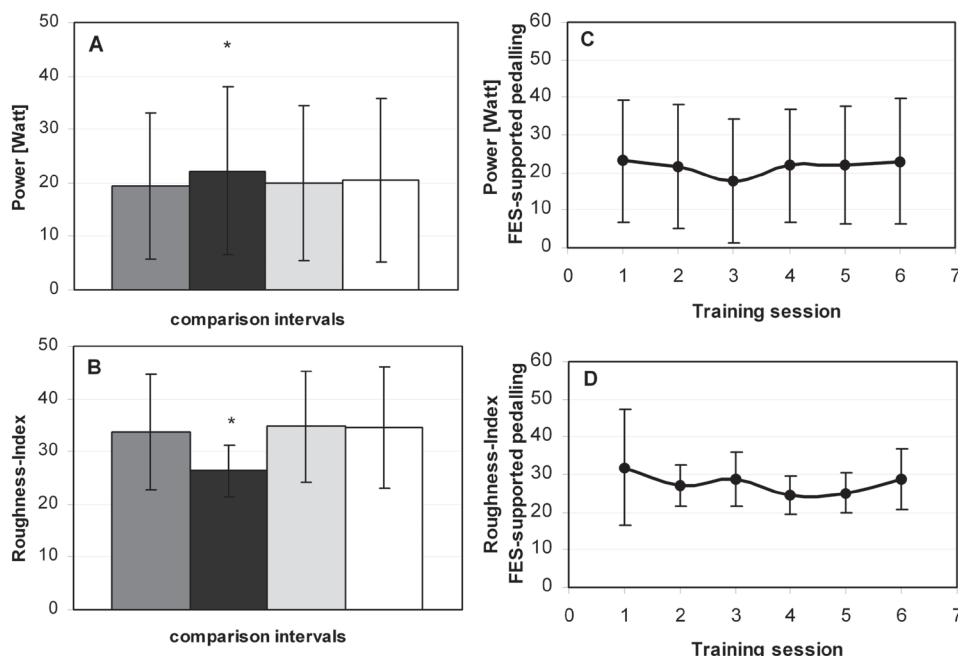 A
*
Power [Watt]
50
40
30
20
10
0
comparison intervals
B
*
Roughness-Index
50
40
30
20
10
0
comparison intervals
C
Power [Watt]
FES-supported pedalling
60
50
40
30
20
10
0
0 1 2 3 4 5 6 7
Training session
D
Roughness-Index
FES-supported pedalling
60
50
40
30
20
10
0
0 1 2 3 4 5 6 7
Training session